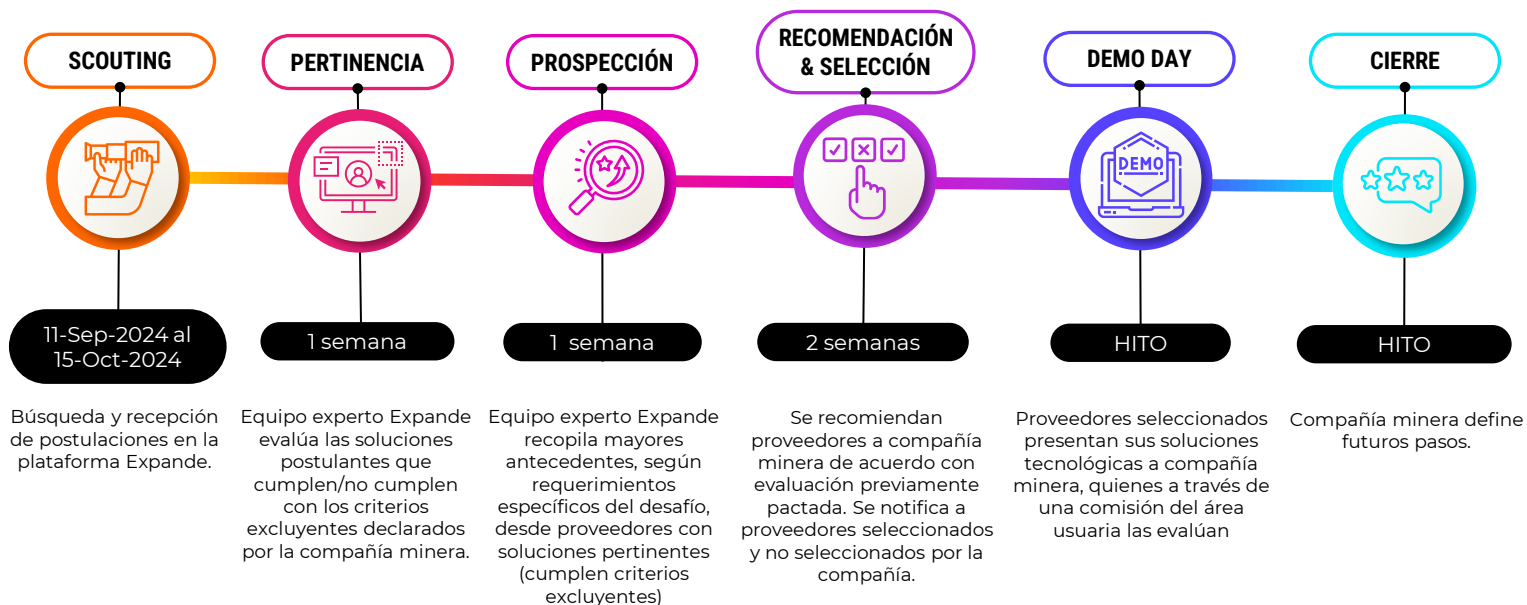 SCOUTING
PERTINENCIA
PROSPECCIÓN
RECOMENDACIÓN
& SELECCIÓN
DEMO DAY
CIERRE
DEMO
11-Sep-2024 al
15-Oct-2024
1 semana
1 semana
2 semanas
HITO
HITO
Búsqueda y recepción
de postulaciones en la
plataforma Expande.
Equipo experto Expande
evalúa las soluciones
postulantes que
cumplen/no cumplen
con los criterios
excluyentes declarados
por la compañía minera.
Equipo experto Expande
recopila mayores
antecedentes, según
requerimientos
específicos del desafío,
desde proveedores con
soluciones pertinentes
(cumplen criterios
excluyentes)
Se recomiendan
proveedores a compañía
minera de acuerdo con
evaluación previamente
pactada. Se notifica a
proveedores seleccionados
y no seleccionados por la
compañía.
Proveedores seleccionados
presentan sus soluciones
tecnológicas a compañía
minera, quienes a través de
una comisión del área
usuaria las evalúan
Compañía minera define
futuros pasos.